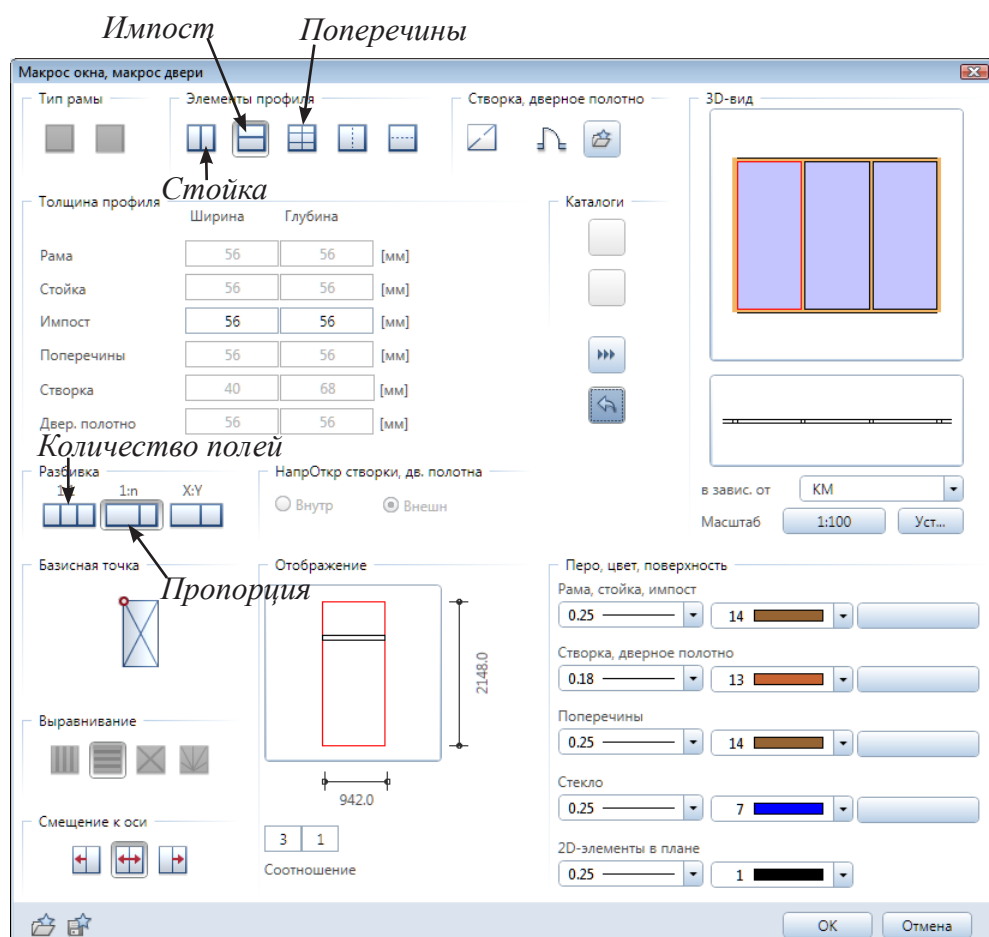 Импост Поперечины
Макрос окна, макрос двери
Тип рамы Элементы профиля Створка, дверное полотно 3D-вид
Стойка
Толщина профиля Каталоги
Ширина Глубина
Рама 56 56 [мм]
Стойка 56 56 [мм]
Импост 56 56 [мм]
Поперечины 56 56 [мм]
Створка 40 68 [мм]
Двер. полотно 56 56 [мм]
Количество полей
Разбивка НапрОткр створки, дв. полотна
1:n X:Y
Внутр Внешн
в завис. от КМ
Масштаб 1:100 Уст...
Базисная точка Отображение Перо, цвет, поверхность
Пропорция
Рама, стойка, импост
0.25 14
Створка, дверное полотно
0.18 13
2148.0
Поперечины
0.25 14
Выравнивание
942.0
Стекло
0.25 7
Смещение к оси
3 1
Соотношение
2D-элементы в плане
0.25 1
ОК Отмена